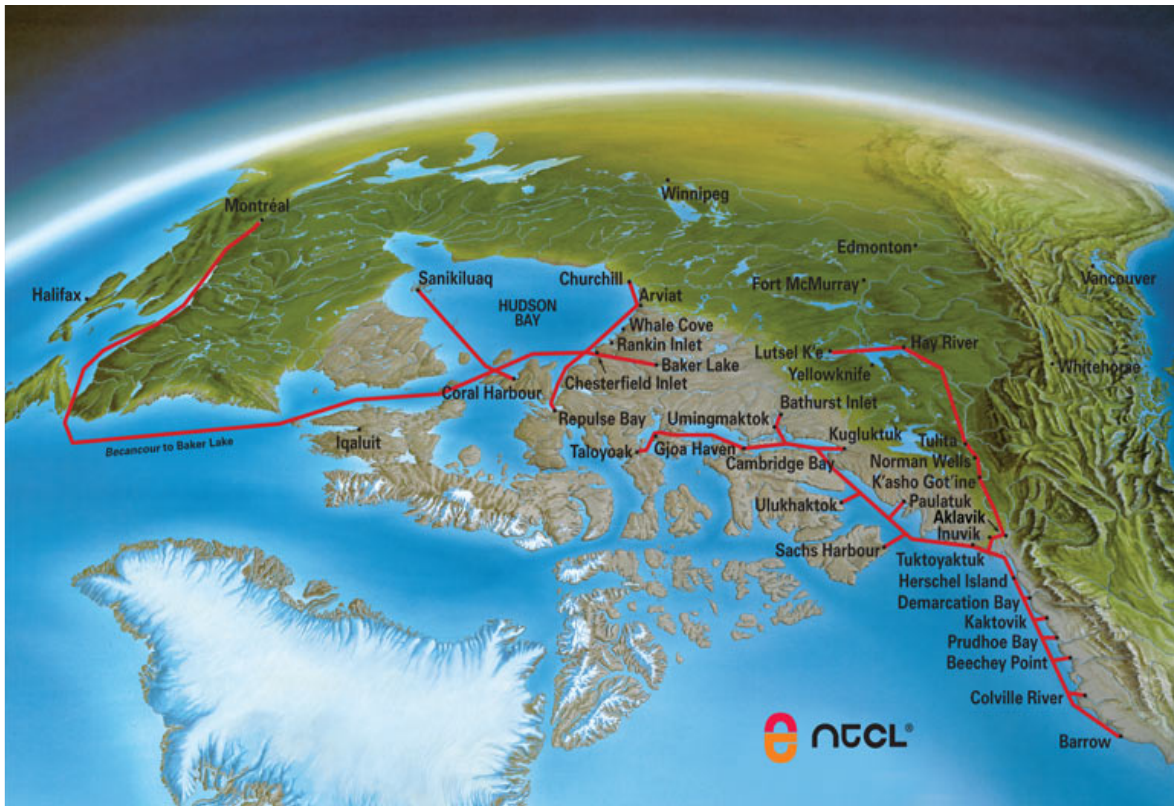 Winnipeg
Montréal
Edmonton
Vancouver
Halifax
Sanikiluaq
Churchill
Fort McMurray
Arviat
HUDSON
BAY
Whale Cove
Rankin Inlet
Hay River
Lutsel K'e
Whitehorse
Baker Lake
Yellowknife
Chesterfield Inlet
Coral Harbour
Bathurst Inlet
Repulse Bay
Umingmaktok
Iqaluit
Becancour to Baker Lake
Taloyoak
Gjoa Haven
Kugluktuk
Tulita
Cambridge Bay
Norman Wells
K'asho Got'ine
Ulukhaktok
Paulatuk
Aklavik
Inuvik
Sachs Harbour
Tuktoyaktuk
Herschel Island
Demarcation Bay
Kaktovik
Prudhoe Bay
Beechey Point
Colville River
Barrow
ntcl®